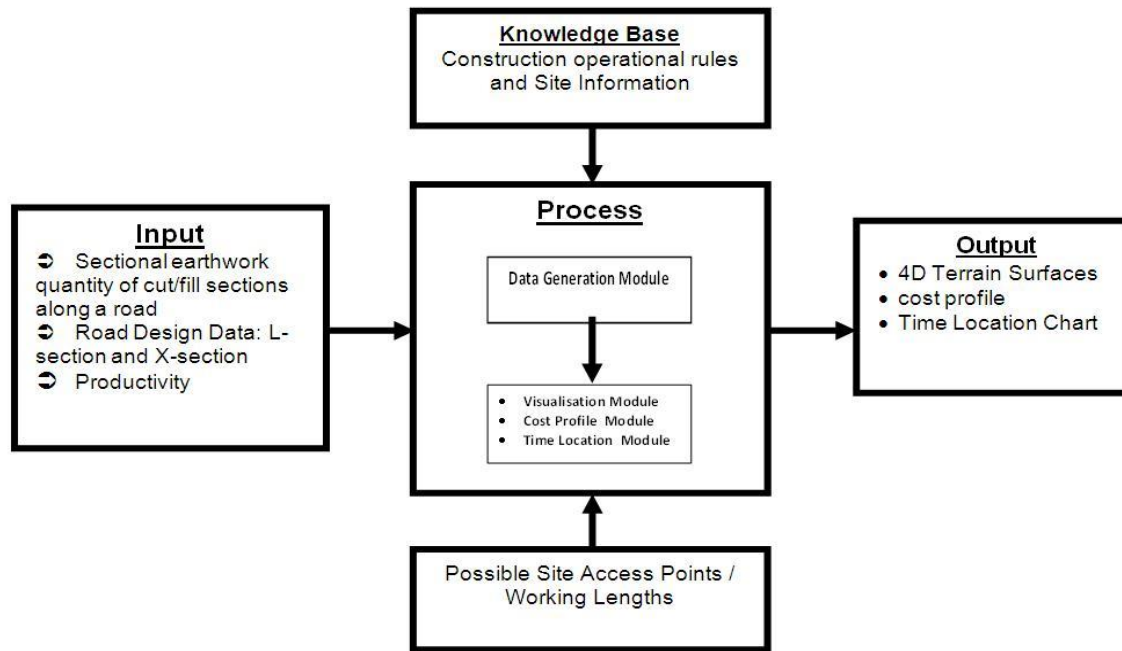 Knowledge Base
Construction operational rules
and Site Information
Input
➲ Sectional earthwork
quantity of cut/fill sections
along a road
➲ Road Design Data: L-
section and X-section
➲ Productivity
Process
Data Generation Module
• Visualisation Module
• Cost Profile Module
• Time Location Module
Output
• 4D Terrain Surfaces
• cost profile
• Time Location Chart
Possible Site Access Points /
Working Lengths